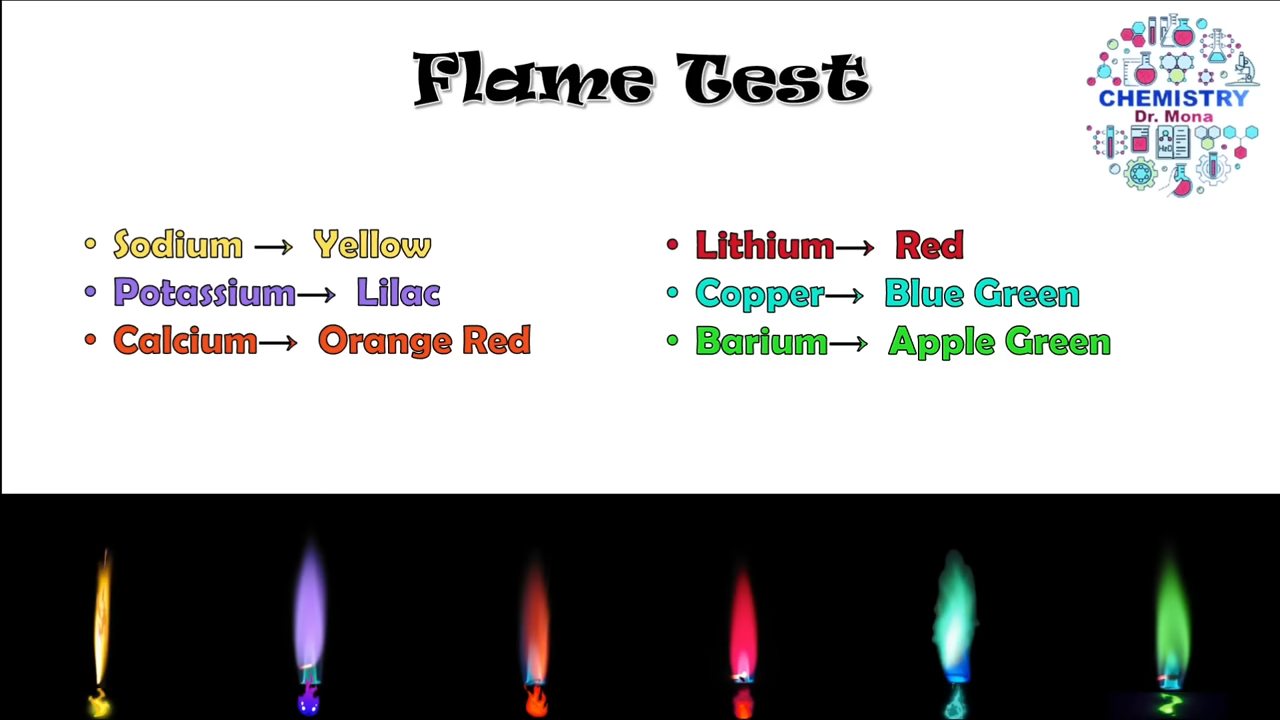 Flame Test
CHEMISTRY
Dr. Mona
• Sodium → Yellow
• Potassium→ Lilac
• Calcium→ Orange Red
• Lithium→ Red
• Copper→ Blue Green
• Barium→ Apple Green